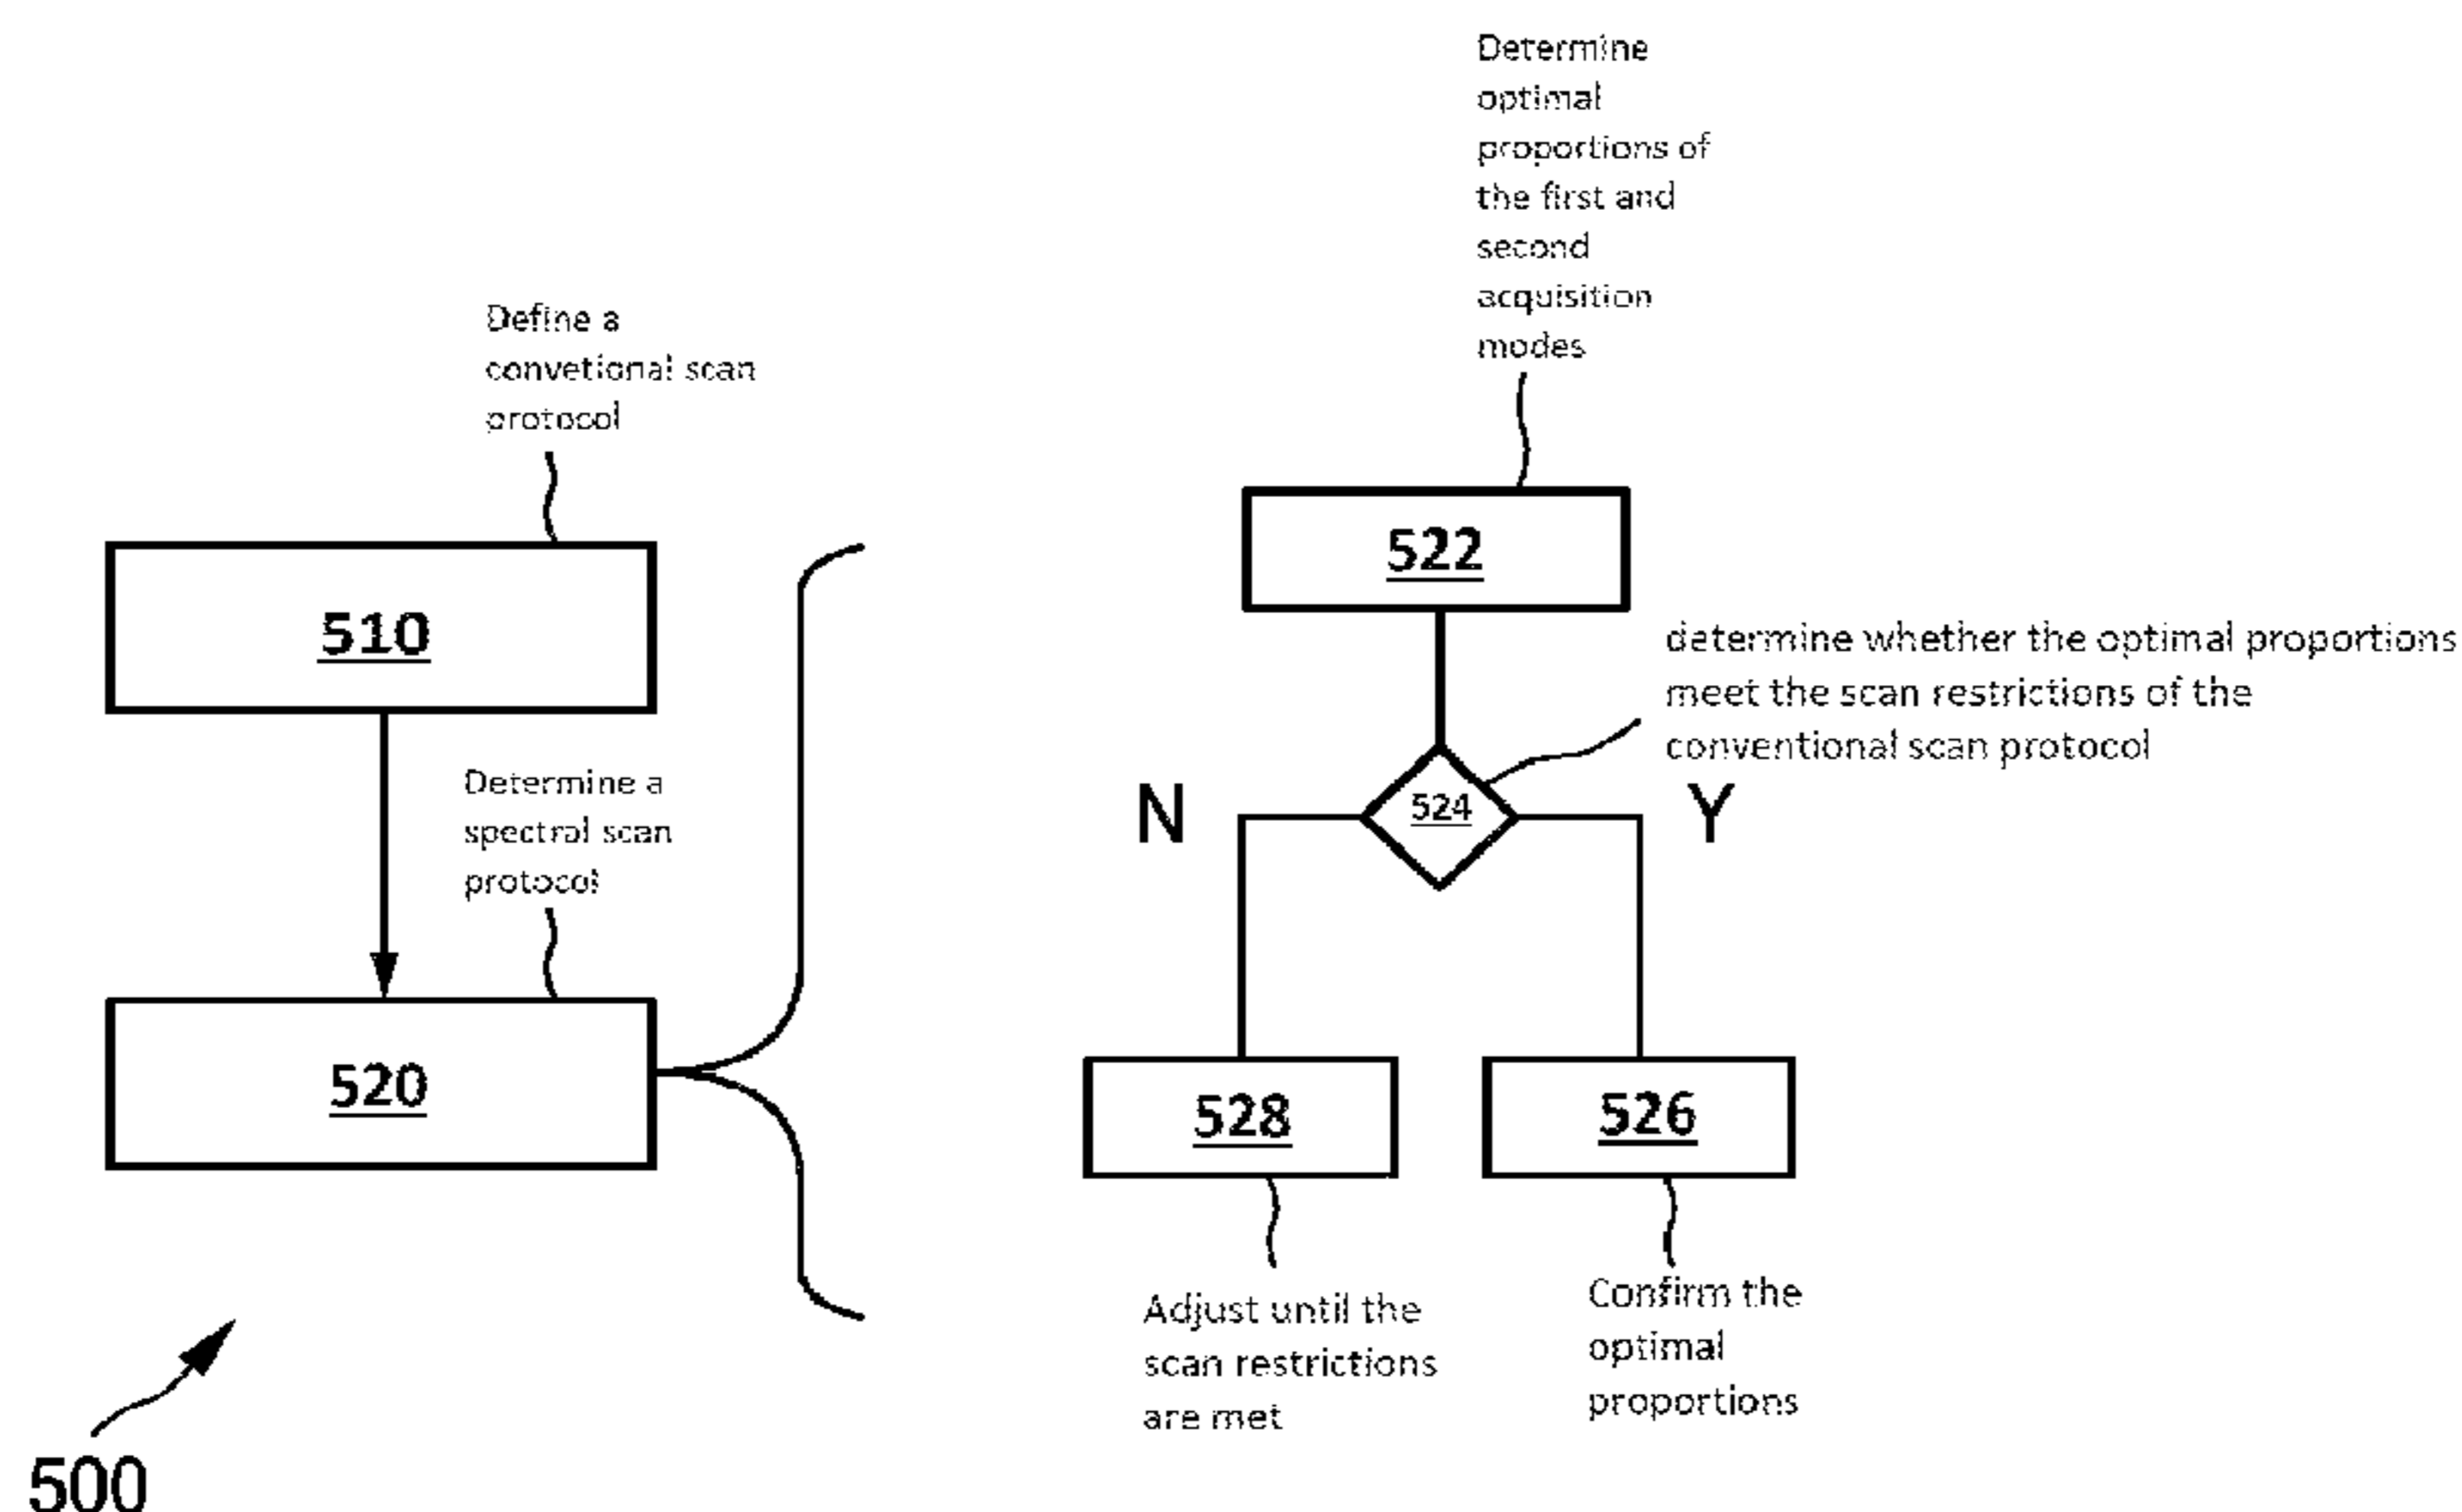 Define a
convetional scan
protocol
510
Determine a
spectral scan
protocol
520
500
Determine
optimal
proportions of
the first and
second
acquisition
modes
522
determine whether the optimal proportions
meet the scan restrictions of the
conventional scan protocol
N
524
Y
528
526
Adjust until the
scan restrictions
are met
Confirm the
optimal
proportions